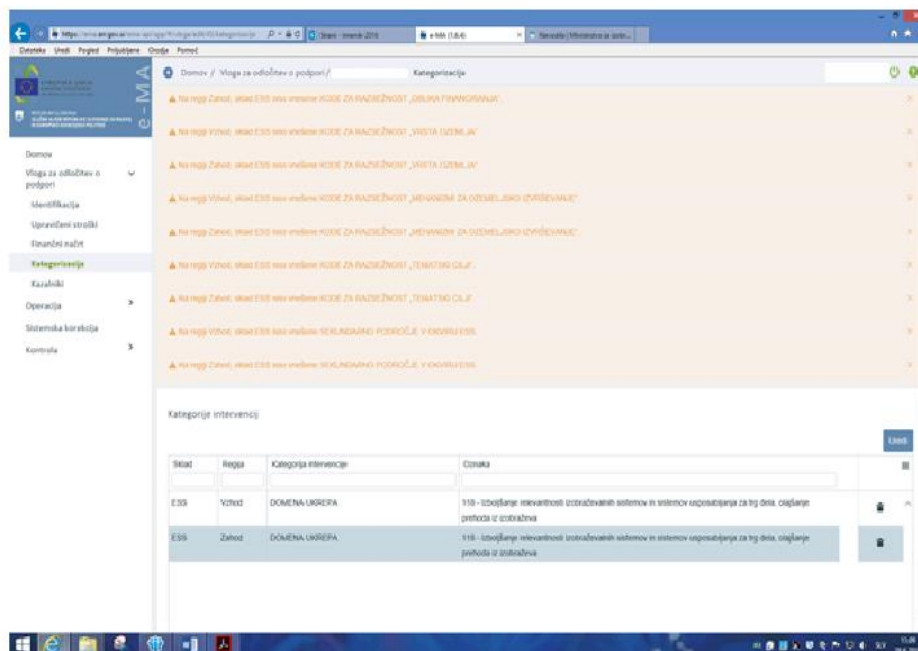 Datoteka Uredi Pogled Priljubljene Orodja Pomoč
Domov / Vloga za odločitev o podpori / Kategorizacija
e-MA
Domov
Vloga za odločitev o
podpori
Identifikacija
Upravičeni stroški
Finančni načrt
Kategorizacija
Kazalniki
Operacija
Sistemska korekcija
Kontrola
Na regiji Zahod, sklad ESS niso vnešene KODE ZA RAZSEŽNOST „OBLIKA FINANCIRANJA“.
Na regiji Vzhod, sklad ESS niso vnešene KODE ZA RAZSEŽNOST „VRSTA OZEMLJA“.
Na regiji Zahod, sklad ESS niso vnešene KODE ZA RAZSEŽNOST „VRSTA OZEMLJA“.
Na regiji Vzhod, sklad ESS niso vnešene KODE ZA RAZSEŽNOST „MEHANIZMI ZA OZEMELJSKO IZVRŠEVANJE“.
Na regiji Zahod, sklad ESS niso vnešene KODE ZA RAZSEŽNOST „MEHANIZMI ZA OZEMELJSKO IZVRŠEVANJE“.
Na regiji Vzhod, sklad ESS niso vnešene KODE ZA RAZSEŽNOST „TEMATSKI CILJI“.
Na regiji Zahod, sklad ESS niso vnešene KODE ZA RAZSEŽNOST „TEMATSKI CILJI“.
Na regiji Vzhod, sklad ESS niso vnešene SEKUNDARNO PODROČJE V OKVIRU ESS.
Na regiji Zahod, sklad ESS niso vnešene SEKUNDARNO PODROČJE V OKVIRU ESS.
Kategorije intervencij
Uredi
Sklad Regija Kategorija intervencije Oznaka
ESS Vzhod DOMENA UKREPA 118 - Izboljšanje relevantnosti izobraževalnih sistemov in sistemov usposabljanja za trg dela, olajšanje
prehoda iz izobraževa
ESS Zahod DOMENA UKREPA 118 - Izboljšanje relevantnosti izobraževalnih sistemov in sistemov usposabljanja za trg dela, olajšanje
prehoda iz izobraževa